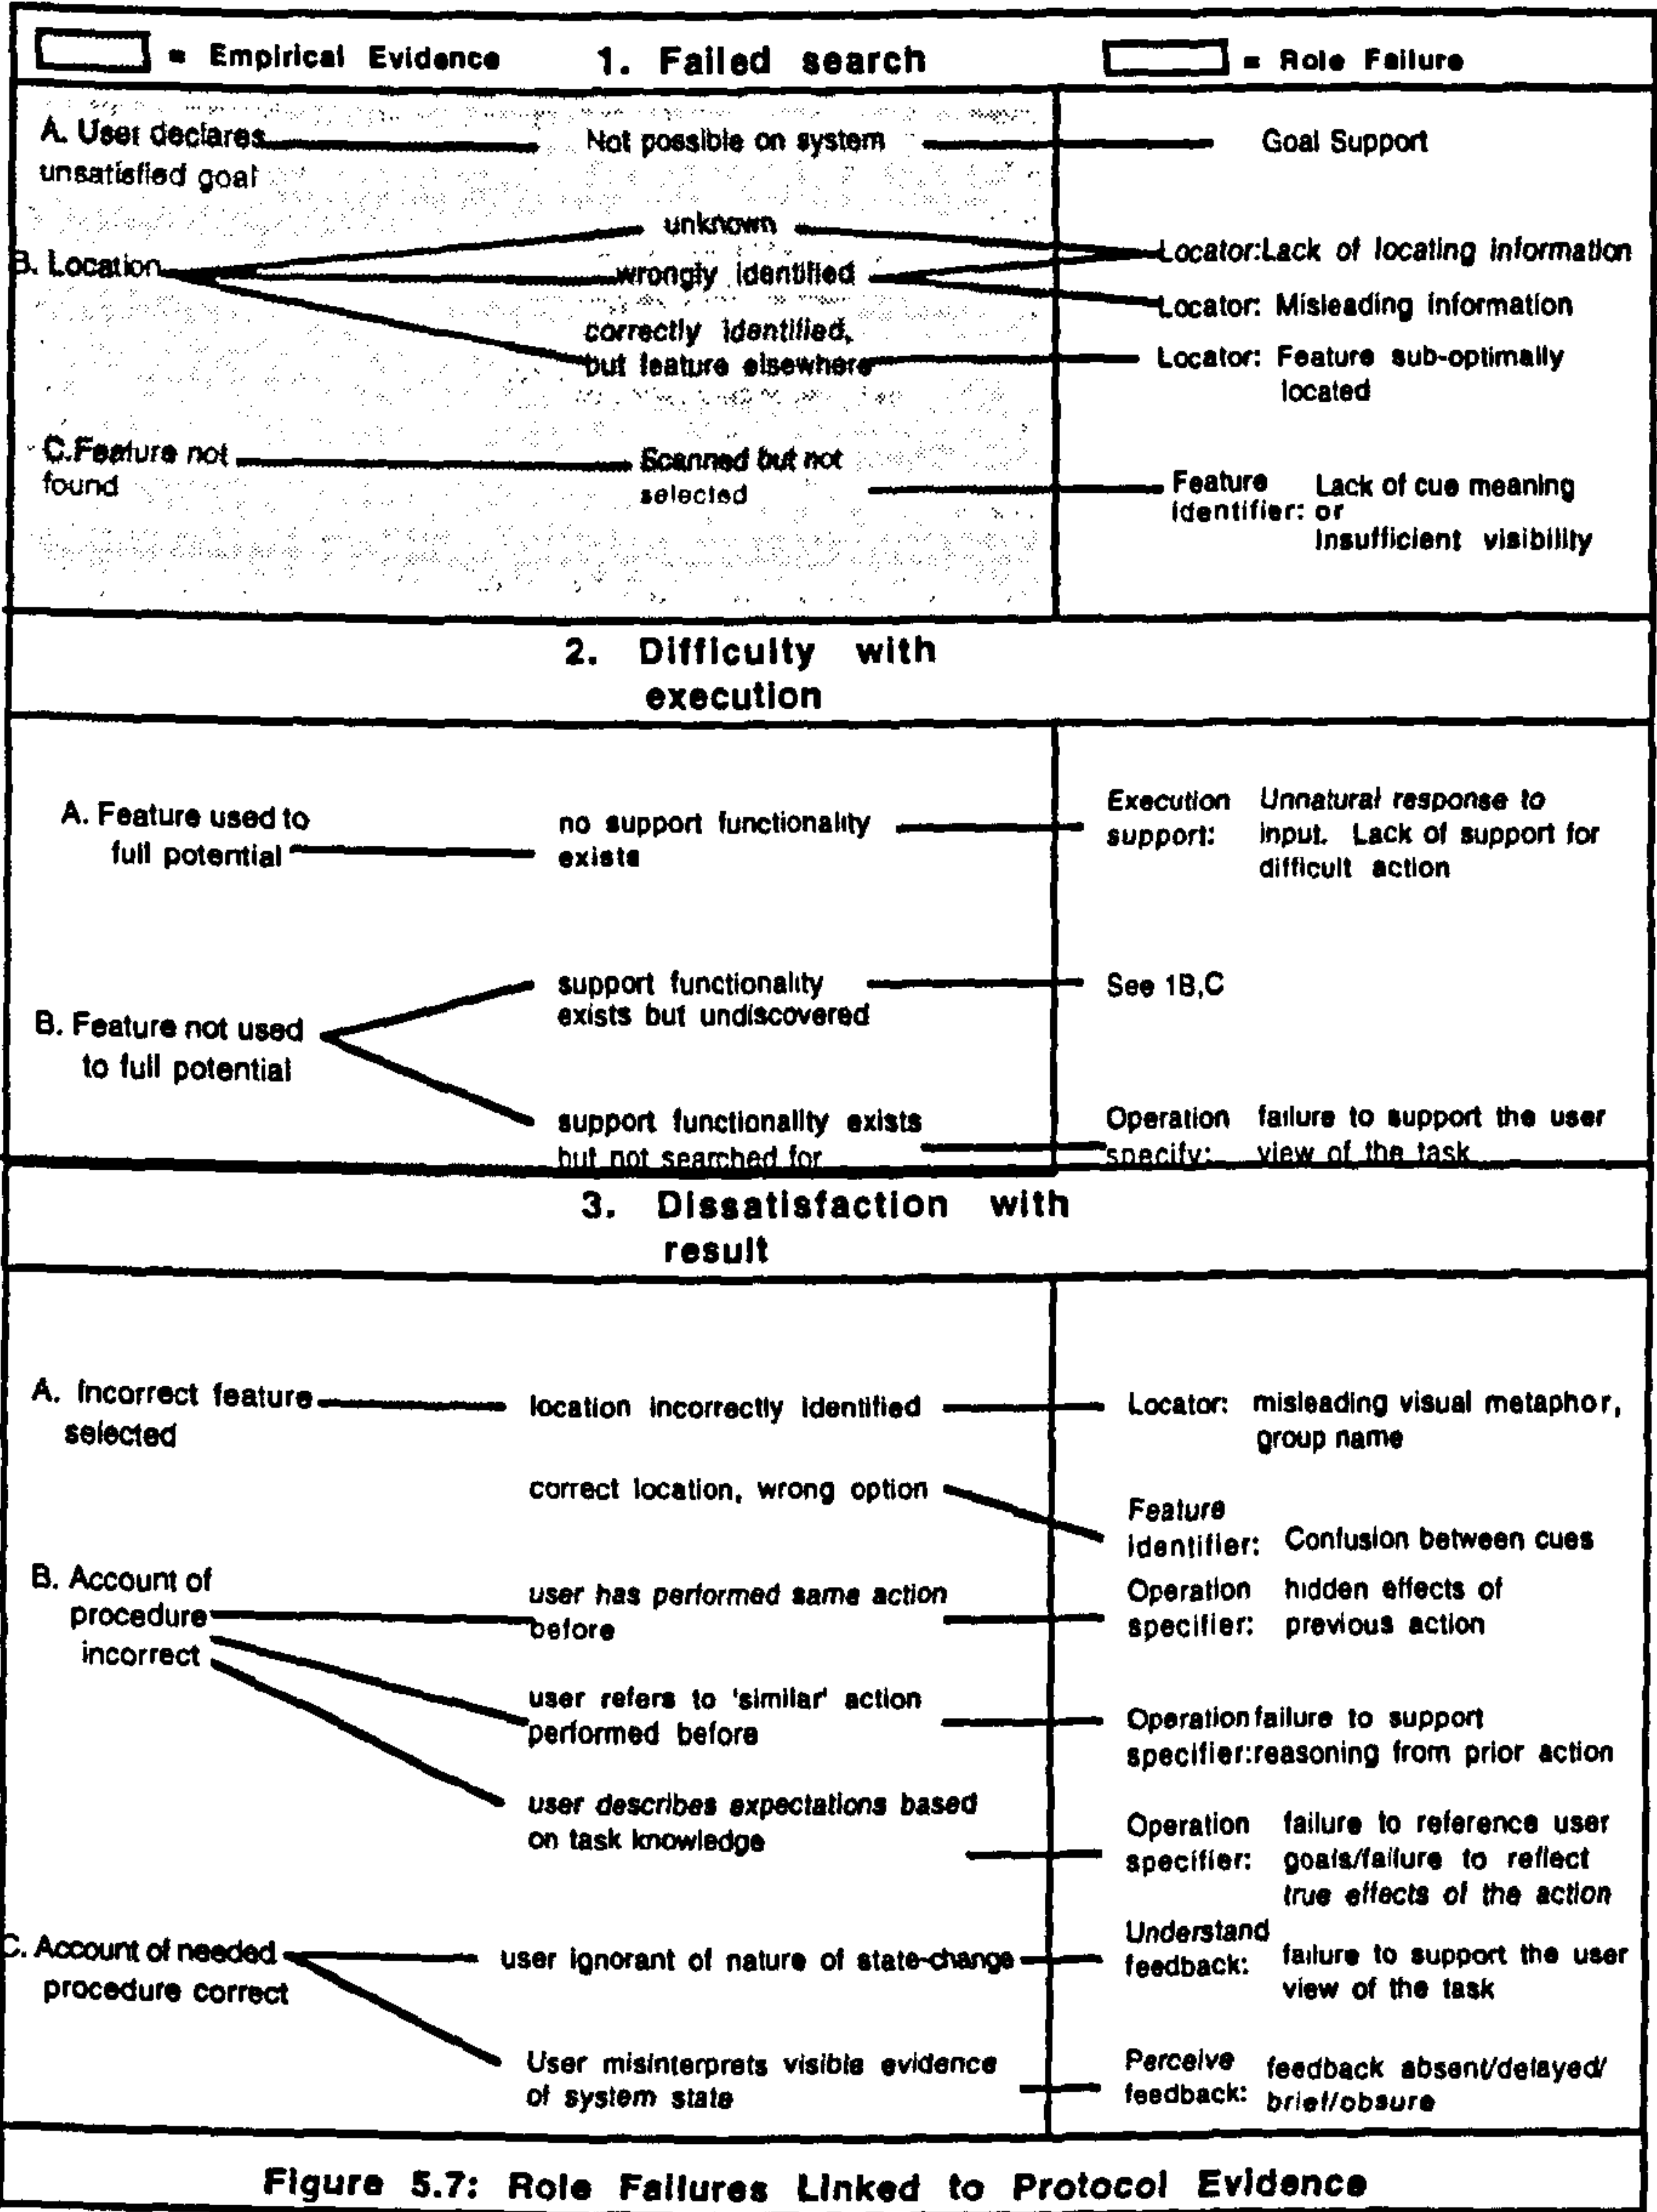 = Empirical Evidence 1. Failed search = Role Failure
A. User declares Not possible on system Goal Support
unsatisfied goal
unknown
B. Location Locator:Lack of locating information
wrongly identified
Locator: Misleading information
correctly identified,
but feature elsewhere Locator: Feature sub-optimally
located
C.Feature not Scanned but not
found selected
Feature Lack of cue meaning
identifier: or
Insufficient visibility
2. Difficulty with
execution
A. Feature used to no support functionality Execution Unnatural response to
full potential exists support: input. Lack of support for
difficult action
support functionality See 1B,C
exists but undiscovered
B. Feature not used
to full potential
support functionality exists Operation failure to support the user
but not searched for specify: view of the task
3. Dissatisfaction with
result
A. Incorrect feature location incorrectly identified Locator: misleading visual metaphor,
selected group name
correct location, wrong option
Feature
identifier: Confusion between cues
B. Account of user has performed same action Operation hidden effects of
procedure before specifier: previous action
incorrect
user refers to 'similar' action Operation failure to support
performed before specifier:reasoning from prior action
user describes expectations based Operation failure to reference user
on task knowledge specifier: goals/failure to reflect
true effects of the action
C. Account of needed user ignorant of nature of state-change Understand
procedure correct feedback: failure to support the user
view of the task
User misinterprets visible evidence Perceive feedback absent/delayed/
of system state feedback: brief/obsure
Figure 5.7: Role Failures Linked to Protocol Evidence